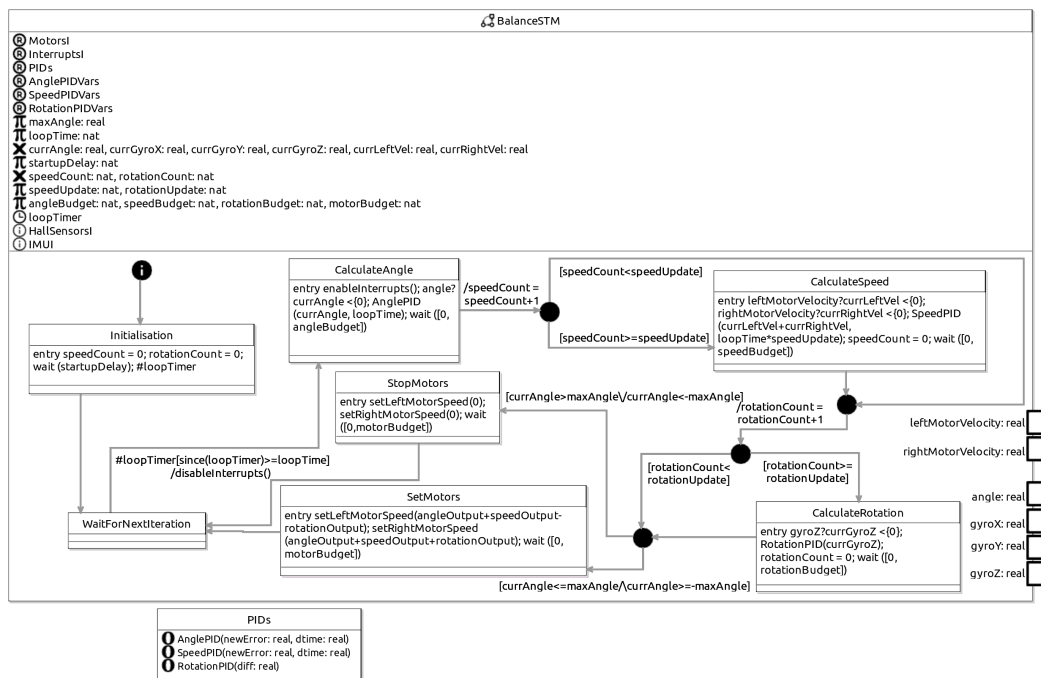 BalanceSTM
MotorsI
InterruptsI
PIDs
AnglePIDVars
SpeedPIDVars
RotationPIDVars
maxAngle: real
loopTime: nat
currAngle: real, currGyroX: real, currGyroY: real, currGyroZ: real, currLeftVel: real, currRightVel: real
startupDelay: nat
speedCount: nat, rotationCount: nat
speedUpdate: nat, rotationUpdate: nat
angleBudget: nat, speedBudget: nat, rotationBudget: nat, motorBudget: nat
loopTimer
HallSensorsI
IMUI
i
Initialisation
entry speedCount = 0; rotationCount = 0;
wait (startupDelay); #loopTimer
CalculateAngle
entry enableInterrupts(); angle?
currAngle <{0}; AnglePID
(currAngle, loopTime); wait ([0,
angleBudget])
/speedCount =
speedCount+1
[speedCount<speedUpdate]
[speedCount>=speedUpdate]
CalculateSpeed
entry leftMotorVelocity?currLeftVel <{0};
rightMotorVelocity?currRightVel <{0}; SpeedPID
(currLeftVel+currRightVel,
loopTime*speedUpdate); speedCount = 0; wait ([0,
speedBudget])
StopMotors
entry setLeftMotorSpeed(0);
setRightMotorSpeed(0); wait
([0,motorBudget])
[currAngle>maxAngle\/currAngle<-maxAngle]
/rotationCount =
rotationCount+1
[rotationCount<
rotationUpdate]
[rotationCount>=
rotationUpdate]
#loopTimer[since(loopTimer)>=loopTime]
/disableInterrupts()
WaitForNextIteration
SetMotors
entry setLeftMotorSpeed(angleOutput+speedOutput-
rotationOutput); setRightMotorSpeed
(angleOutput+speedOutput+rotationOutput); wait ([0,
motorBudget])
CalculateRotation
entry gyroZ?currGyroZ <{0};
RotationPID(currGyroZ);
rotationCount = 0; wait ([0,
rotationBudget])
[currAngle<=maxAngle/\currAngle>=-maxAngle]
leftMotorVelocity: real
rightMotorVelocity: real
angle: real
gyroX: real
gyroY: real
gyroZ: real
PIDs
AnglePID(newError: real, dtime: real)
SpeedPID(newError: real, dtime: real)
RotationPID(diff: real)